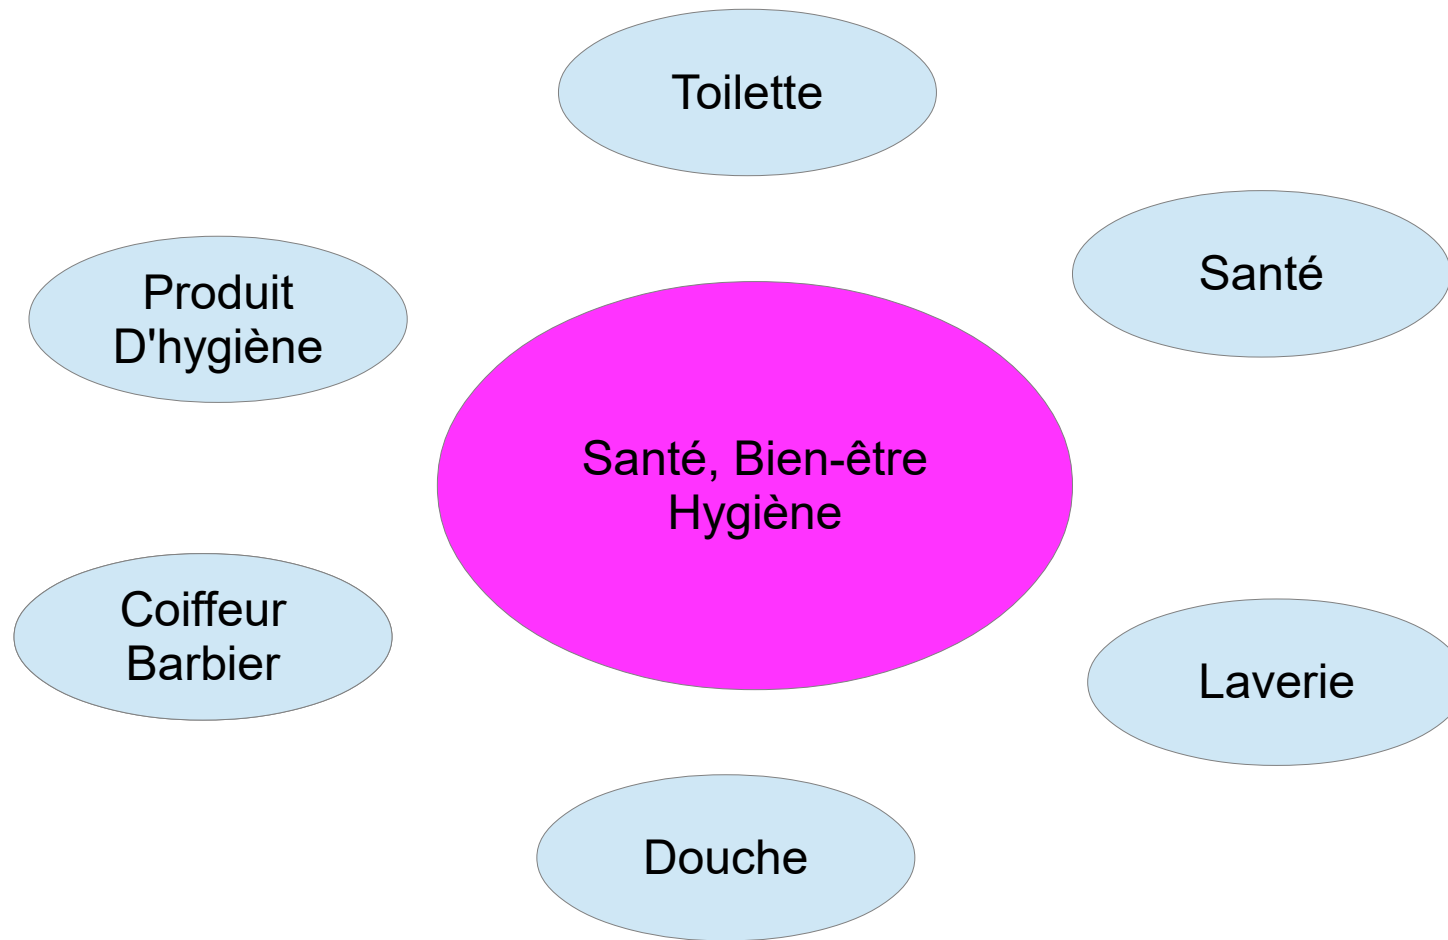 Toilette
Santé
Produit
D'hygiène
Santé, Bien-être
Hygiène
Coiffeur
Barbier
Laverie
Douche